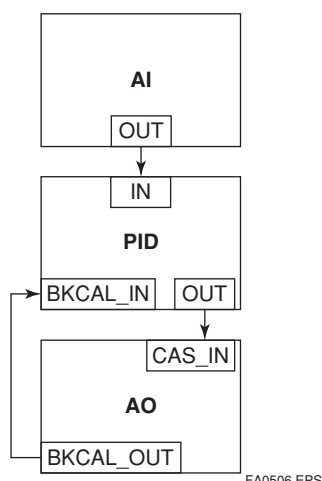 AI
OUT
IN
PID
BKCAL_IN OUT
CAS_IN
AO
BKCAL_OUT
FA0506.EPS